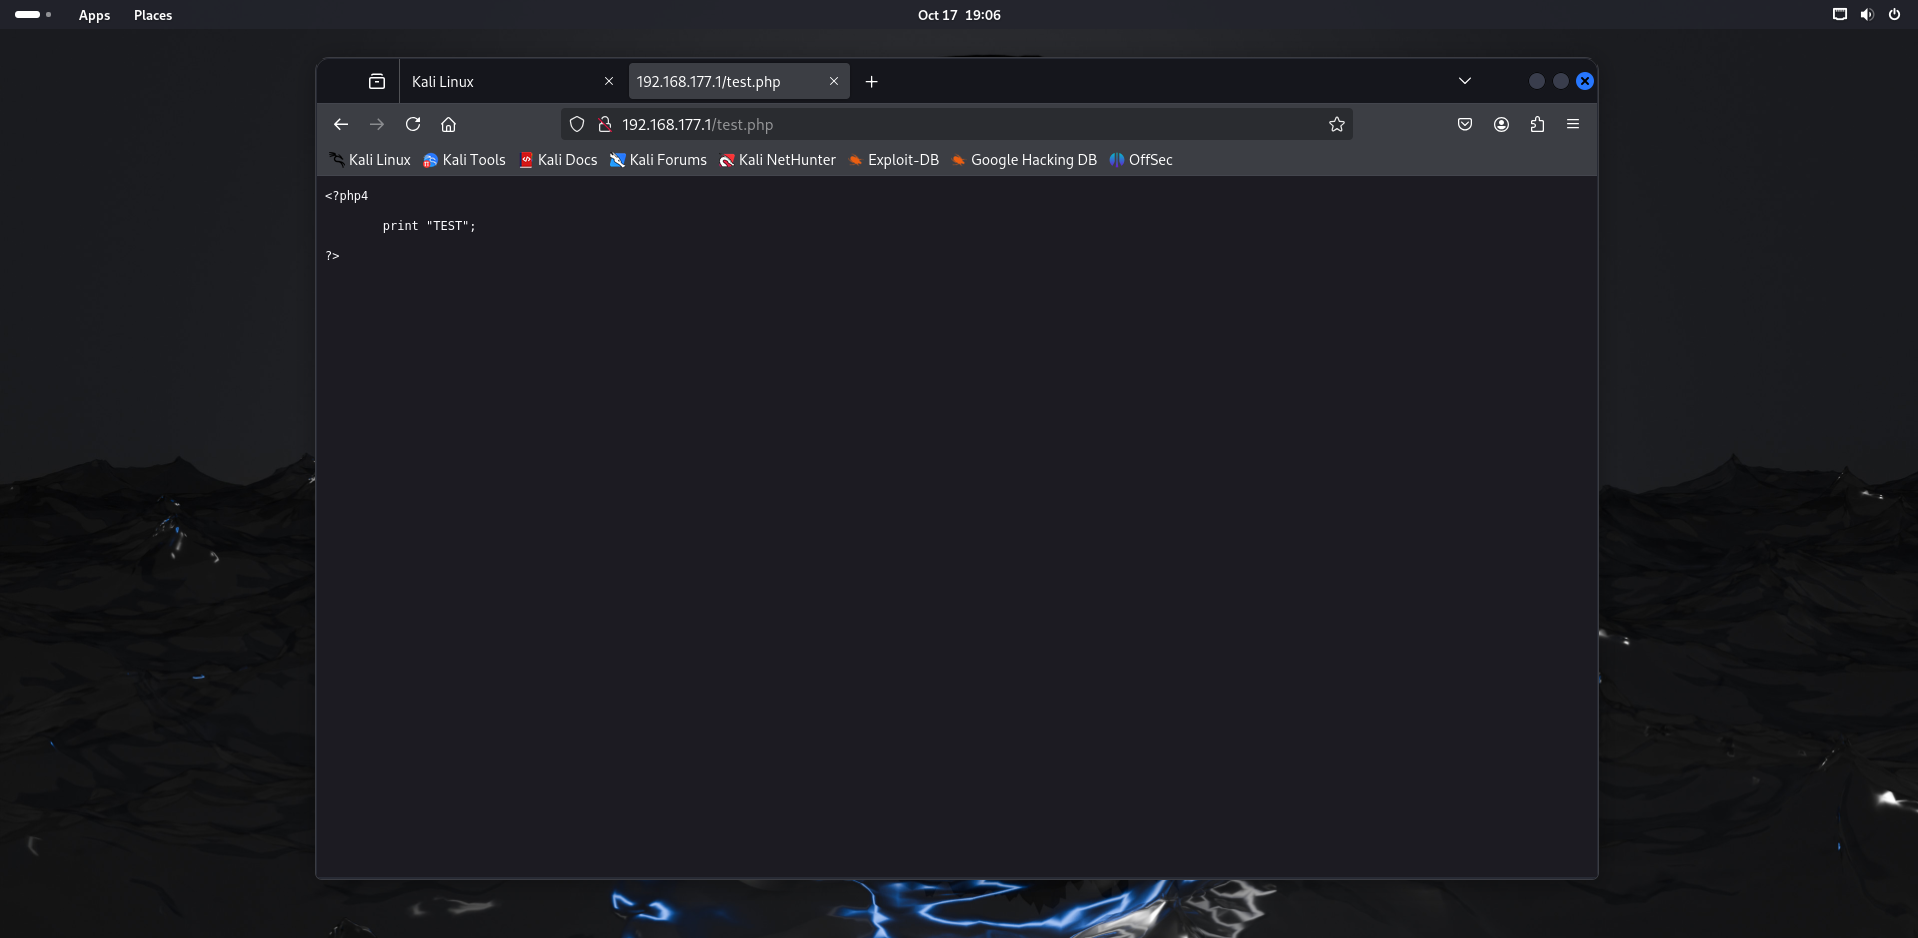 Apps Places Oct 17 19:06
Kali Linux 192.168.177.1/test.php
192.168.177.1/test.php
Kali Linux Kali Tools Kali Docs Kali Forums Kali NetHunter Exploit-DB Google Hacking DB OffSec
<?php4
print "TEST";
?>